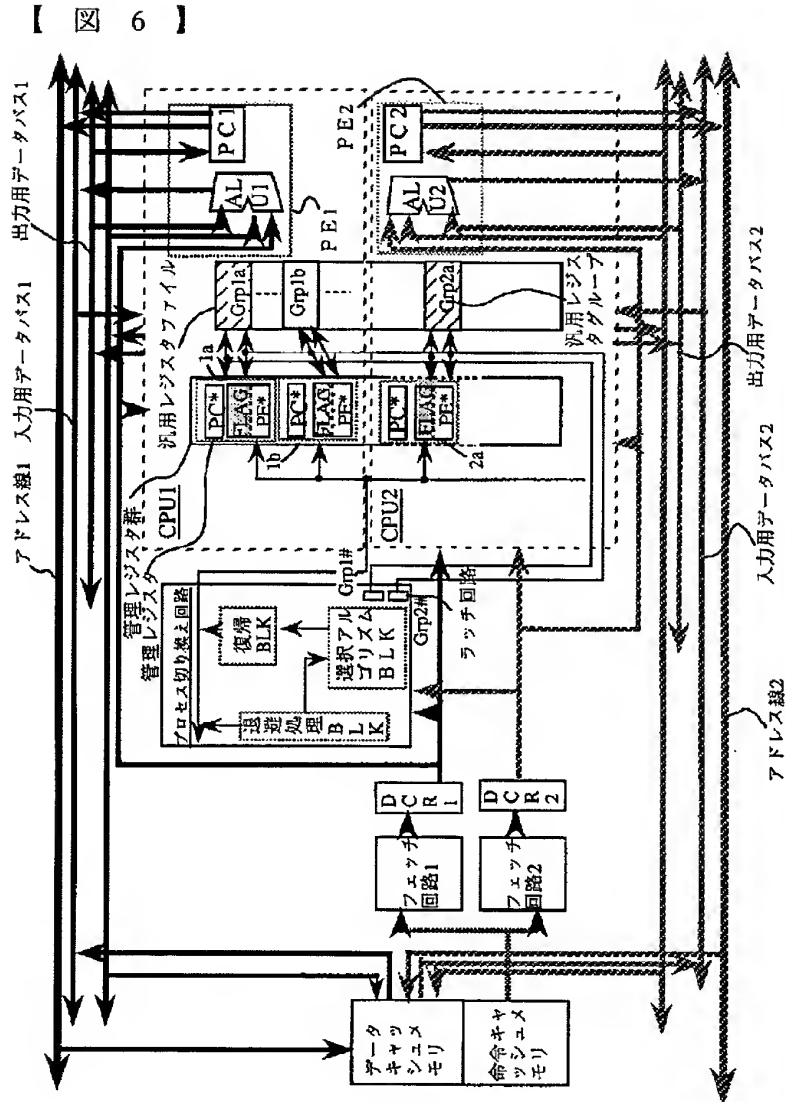 【 図 6 】
アドレス線1
入力用データバス1
出力用データバス1
管理レジスタ群
管理レジスタ
汎用レジスタファイル
PE1
PE2
PC1
ALU1
PC2
ALU2
Grp1a
Grp1b
Grp2a
汎用レジスタグループ
1a
PC*
FLAG
PE*
1b
PC*
FLAG
PE*
2a
PC*
FLAG
PE*
CPU1
CPU2
プロセス切り換え回路
退避処理BLK
復帰BLK
選択アルゴリズムBLK
Grp1#
Grp2#
ラッチ回路
DCR1
DCR2
フェッチ回路1
フェッチ回路2
データキャッシュメモリ
命令キャッシュメモリ
出力用データバス2
入力用データバス2
アドレス線2